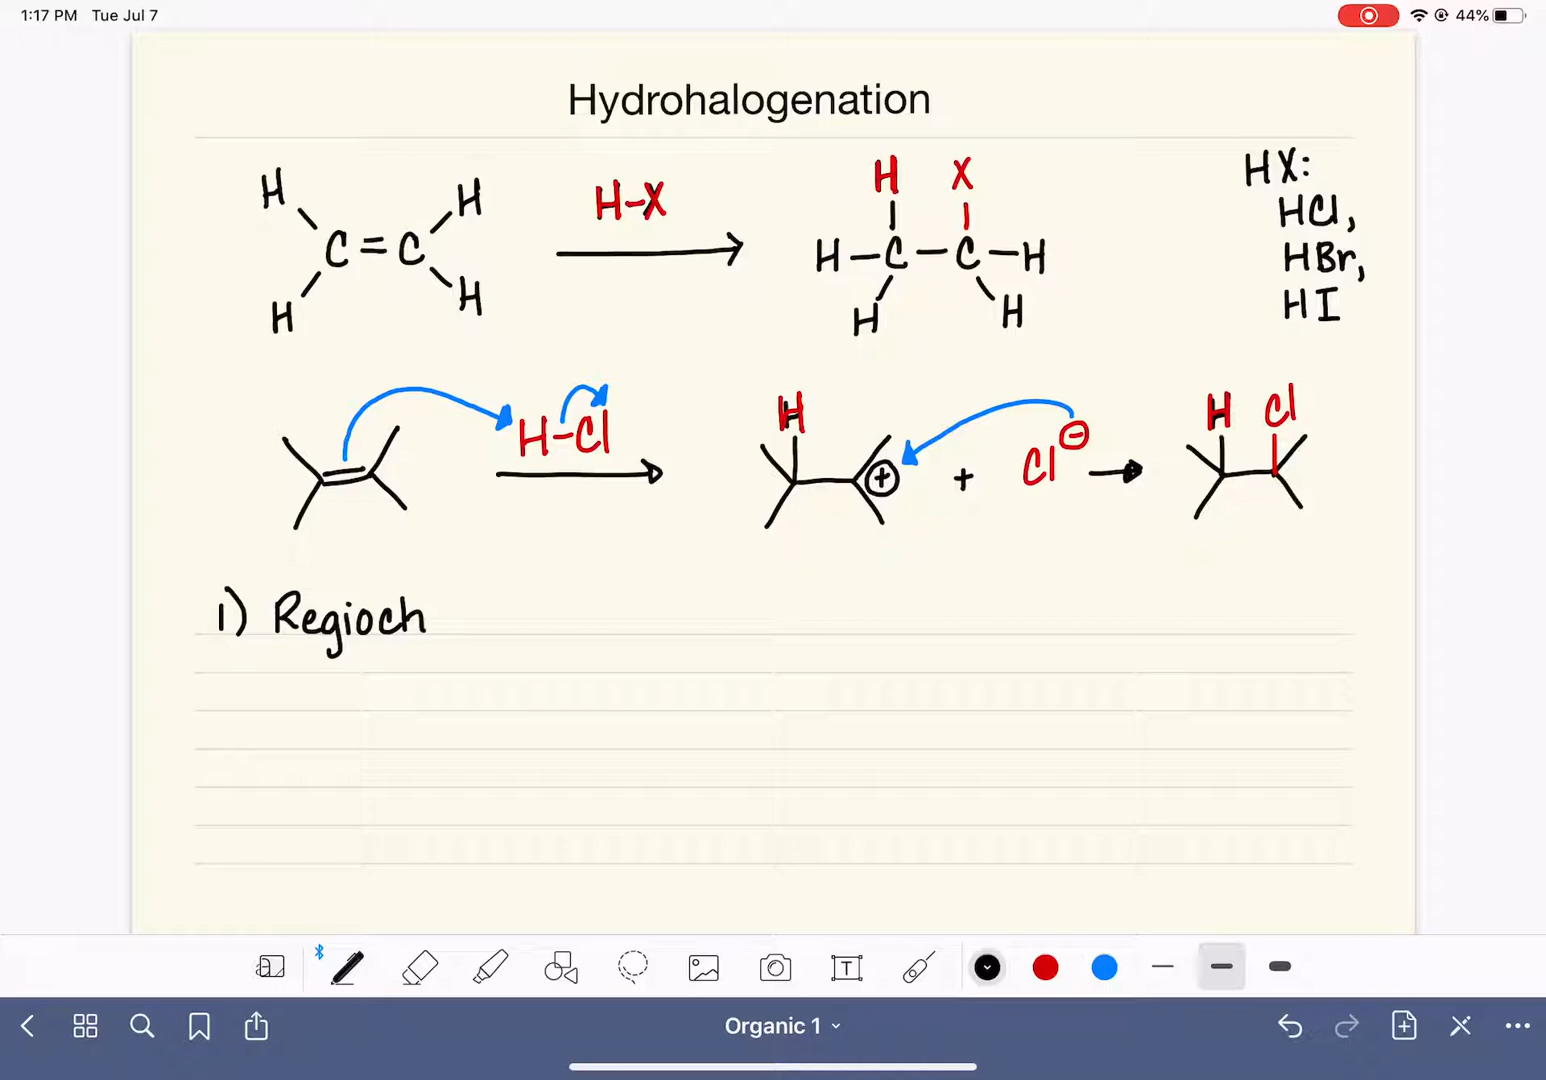 1:17 PM Tue Jul 7
44%
Hydrohalogenation
H H
C=C
H H
H-X
H X
H-C-C-H
H H
HX:
HCl,
HBr,
HI
H-Cl
H
+
+
Cl⊖
H Cl
1) Regioch
T
Organic 1